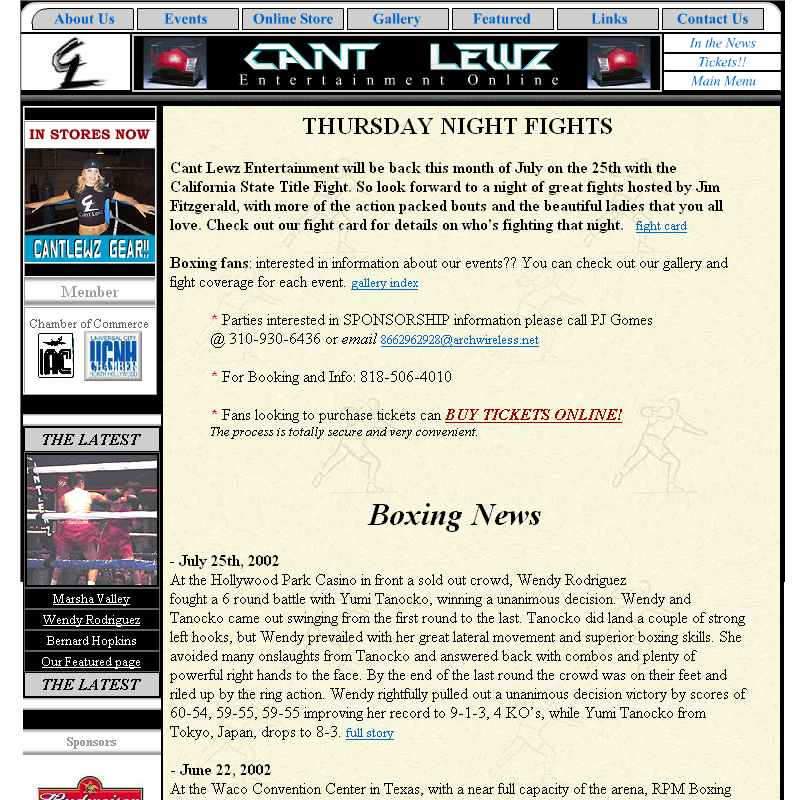 About Us
Events
Online Store
Gallery
Featured
Links
Contact Us
CANT LEWZ
Entertainment Online
In the News
Tickets!!
Main Menu
IN STORES NOW
CANTLEWZ GEAR!!
Member
Chamber of Commerce
IAC
UNIVERSAL CITY
UCNH
CHAMBER
NORTH HOLLYWOOD
THE LATEST
Marsha Valley
Wendy Rodriguez
Bernard Hopkins
Our Featured page
THE LATEST
Sponsors
Budweiser
THURSDAY NIGHT FIGHTS
Cant Lewz Entertainment will be back this month of July on the 25th with the
California State Title Fight. So look forward to a night of great fights hosted by Jim
Fitzgerald, with more of the action packed bouts and the beautiful ladies that you all
love. Check out our fight card for details on who's fighting that night. fight card
Boxing fans: interested in information about our events?? You can check out our gallery and
fight coverage for each event. gallery index
* Parties interested in SPONSORSHIP information please call PJ Gomes
@ 310-930-6436 or email 8662962928@archwireless.net
* For Booking and Info: 818-506-4010
* Fans looking to purchase tickets can BUY TICKETS ONLINE!
The process is totally secure and very convenient.
Boxing News
- July 25th, 2002
At the Hollywood Park Casino in front a sold out crowd, Wendy Rodriguez
fought a 6 round battle with Yumi Tanocko, winning a unanimous decision. Wendy and
Tanocko came out swinging from the first round to the last. Tanocko did land a couple of strong
left hooks, but Wendy prevailed with her great lateral movement and superior boxing skills. She
avoided many onslaughts from Tanocko and answered back with combos and plenty of
powerful right hands to the face. By the end of the last round the crowd was on their feet and
riled up by the ring action. Wendy rightfully pulled out a unanimous decision victory by scores of
60-54, 59-55, 59-55 improving her record to 9-1-3, 4 KO's, while Yumi Tanocko from
Tokyo, Japan, drops to 8-3. full story
- June 22, 2002
At the Waco Convention Center in Texas, with a near full capacity of the arena, RPM Boxing